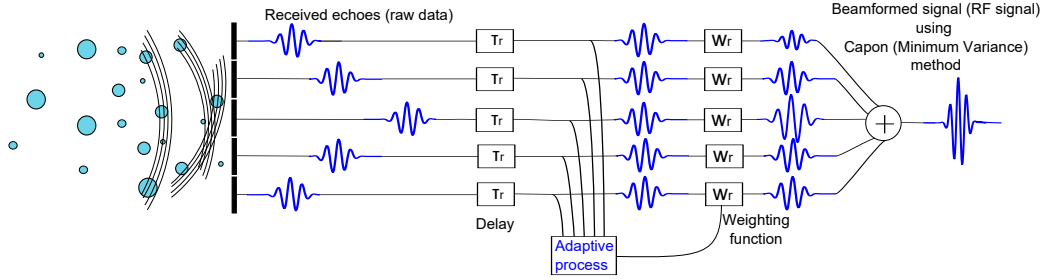 Received echoes (raw data)
Beamformed signal (RF signal)
using
Capon (Minimum Variance)
method
Tr
Wr
Tr
Wr
Tr
Wr
+
Tr
Wr
Tr
Wr
Delay
Weighting
function
Adaptive
process